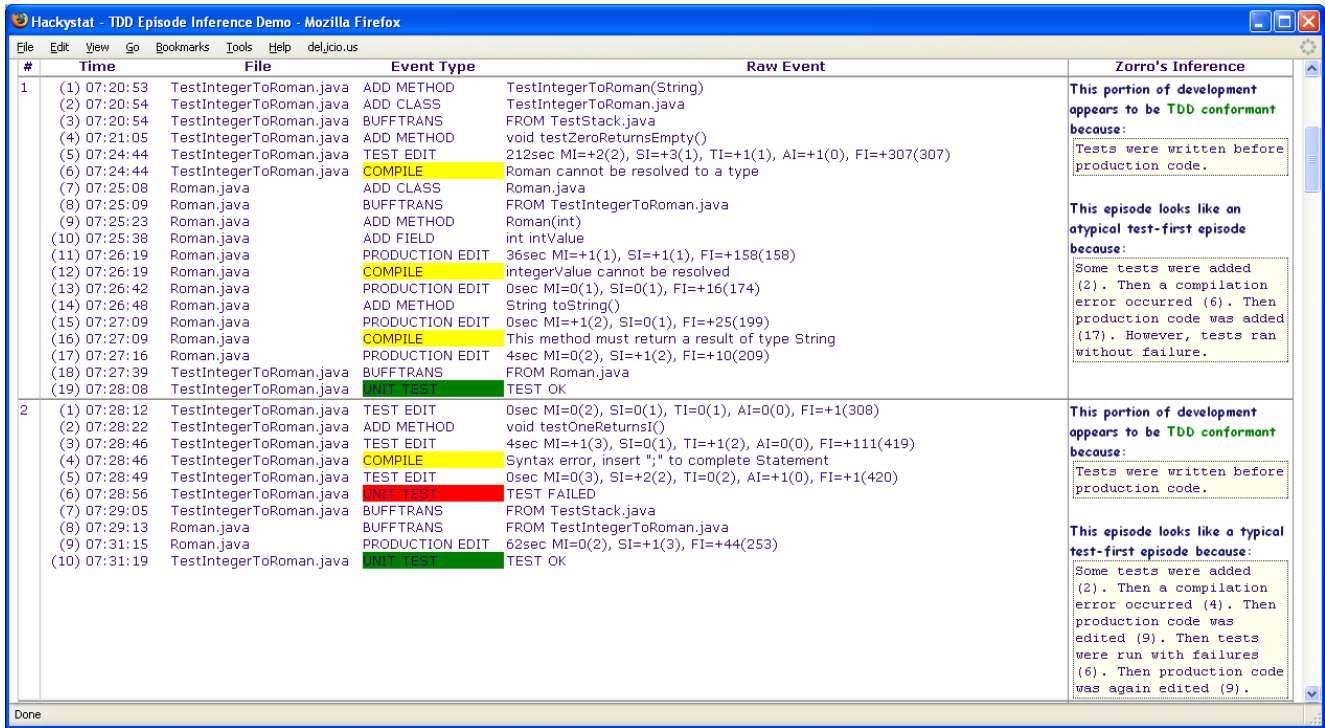 Hackystat - TDD Episode Inference Demo - Mozilla Firefox
File Edit View Go Bookmarks Tools Help del.icio.us
# Time File Event Type Raw Event Zorro's Inference
1 (1) 07:20:53 TestIntegerToRoman.java ADD METHOD TestIntegerToRoman(String)
(2) 07:20:54 TestIntegerToRoman.java ADD CLASS TestIntegerToRoman.java
(3) 07:20:54 TestIntegerToRoman.java BUFFTRANS FROM TestStack.java
(4) 07:21:05 TestIntegerToRoman.java ADD METHOD void testZeroReturnsEmpty()
(5) 07:24:44 TestIntegerToRoman.java TEST EDIT 212sec MI=+2(2), SI=+3(1), TI=+1(1), AI=+1(0), FI=+307(307)
(6) 07:24:44 TestIntegerToRoman.java COMPILE Roman cannot be resolved to a type
(7) 07:25:08 Roman.java ADD CLASS Roman.java
(8) 07:25:09 Roman.java BUFFTRANS FROM TestIntegerToRoman.java
(9) 07:25:23 Roman.java ADD METHOD Roman(int)
(10) 07:25:38 Roman.java ADD FIELD int intValue
(11) 07:26:19 Roman.java PRODUCTION EDIT 36sec MI=+1(1), SI=+1(1), FI=+158(158)
(12) 07:26:19 Roman.java COMPILE integerValue cannot be resolved
(13) 07:26:42 Roman.java PRODUCTION EDIT 0sec MI=0(1), SI=0(1), FI=+16(174)
(14) 07:26:48 Roman.java ADD METHOD String toString()
(15) 07:27:09 Roman.java PRODUCTION EDIT 0sec MI=+1(2), SI=0(1), FI=+25(199)
(16) 07:27:09 Roman.java COMPILE This method must return a result of type String
(17) 07:27:16 Roman.java PRODUCTION EDIT 4sec MI=0(2), SI=+1(2), FI=+10(209)
(18) 07:27:39 TestIntegerToRoman.java BUFFTRANS FROM Roman.java
(19) 07:28:08 TestIntegerToRoman.java UNIT TEST TEST OK
This portion of development
appears to be TDD conformant
because:
Tests were written before
production code.
This episode looks like an
atypical test-first episode
because:
Some tests were added
(2). Then a compilation
error occurred (6). Then
production code was added
(17). However, tests ran
without failure.
2 (1) 07:28:12 TestIntegerToRoman.java TEST EDIT 0sec MI=0(2), SI=0(1), TI=0(1), AI=0(0), FI=+1(308)
(2) 07:28:22 TestIntegerToRoman.java ADD METHOD void testOneReturnsI()
(3) 07:28:46 TestIntegerToRoman.java TEST EDIT 4sec MI=+1(3), SI=0(1), TI=+1(2), AI=0(0), FI=+111(419)
(4) 07:28:46 TestIntegerToRoman.java COMPILE Syntax error, insert ";" to complete Statement
(5) 07:28:49 TestIntegerToRoman.java TEST EDIT 0sec MI=0(3), SI=+2(2), TI=0(2), AI=+1(0), FI=+1(420)
(6) 07:28:56 TestIntegerToRoman.java UNIT TEST TEST FAILED
(7) 07:29:05 TestIntegerToRoman.java BUFFTRANS FROM TestStack.java
(8) 07:29:13 Roman.java BUFFTRANS FROM TestIntegerToRoman.java
(9) 07:31:15 Roman.java PRODUCTION EDIT 62sec MI=0(2), SI=+1(3), FI=+44(253)
(10) 07:31:19 TestIntegerToRoman.java UNIT TEST TEST OK
This portion of development
appears to be TDD conformant
because:
Tests were written before
production code.
This episode looks like a typical
test-first episode because:
Some tests were added
(2). Then a compilation
error occurred (4). Then
production code was
edited (9). Then tests
were run with failures
(6). Then production code
was again edited (9).
Done